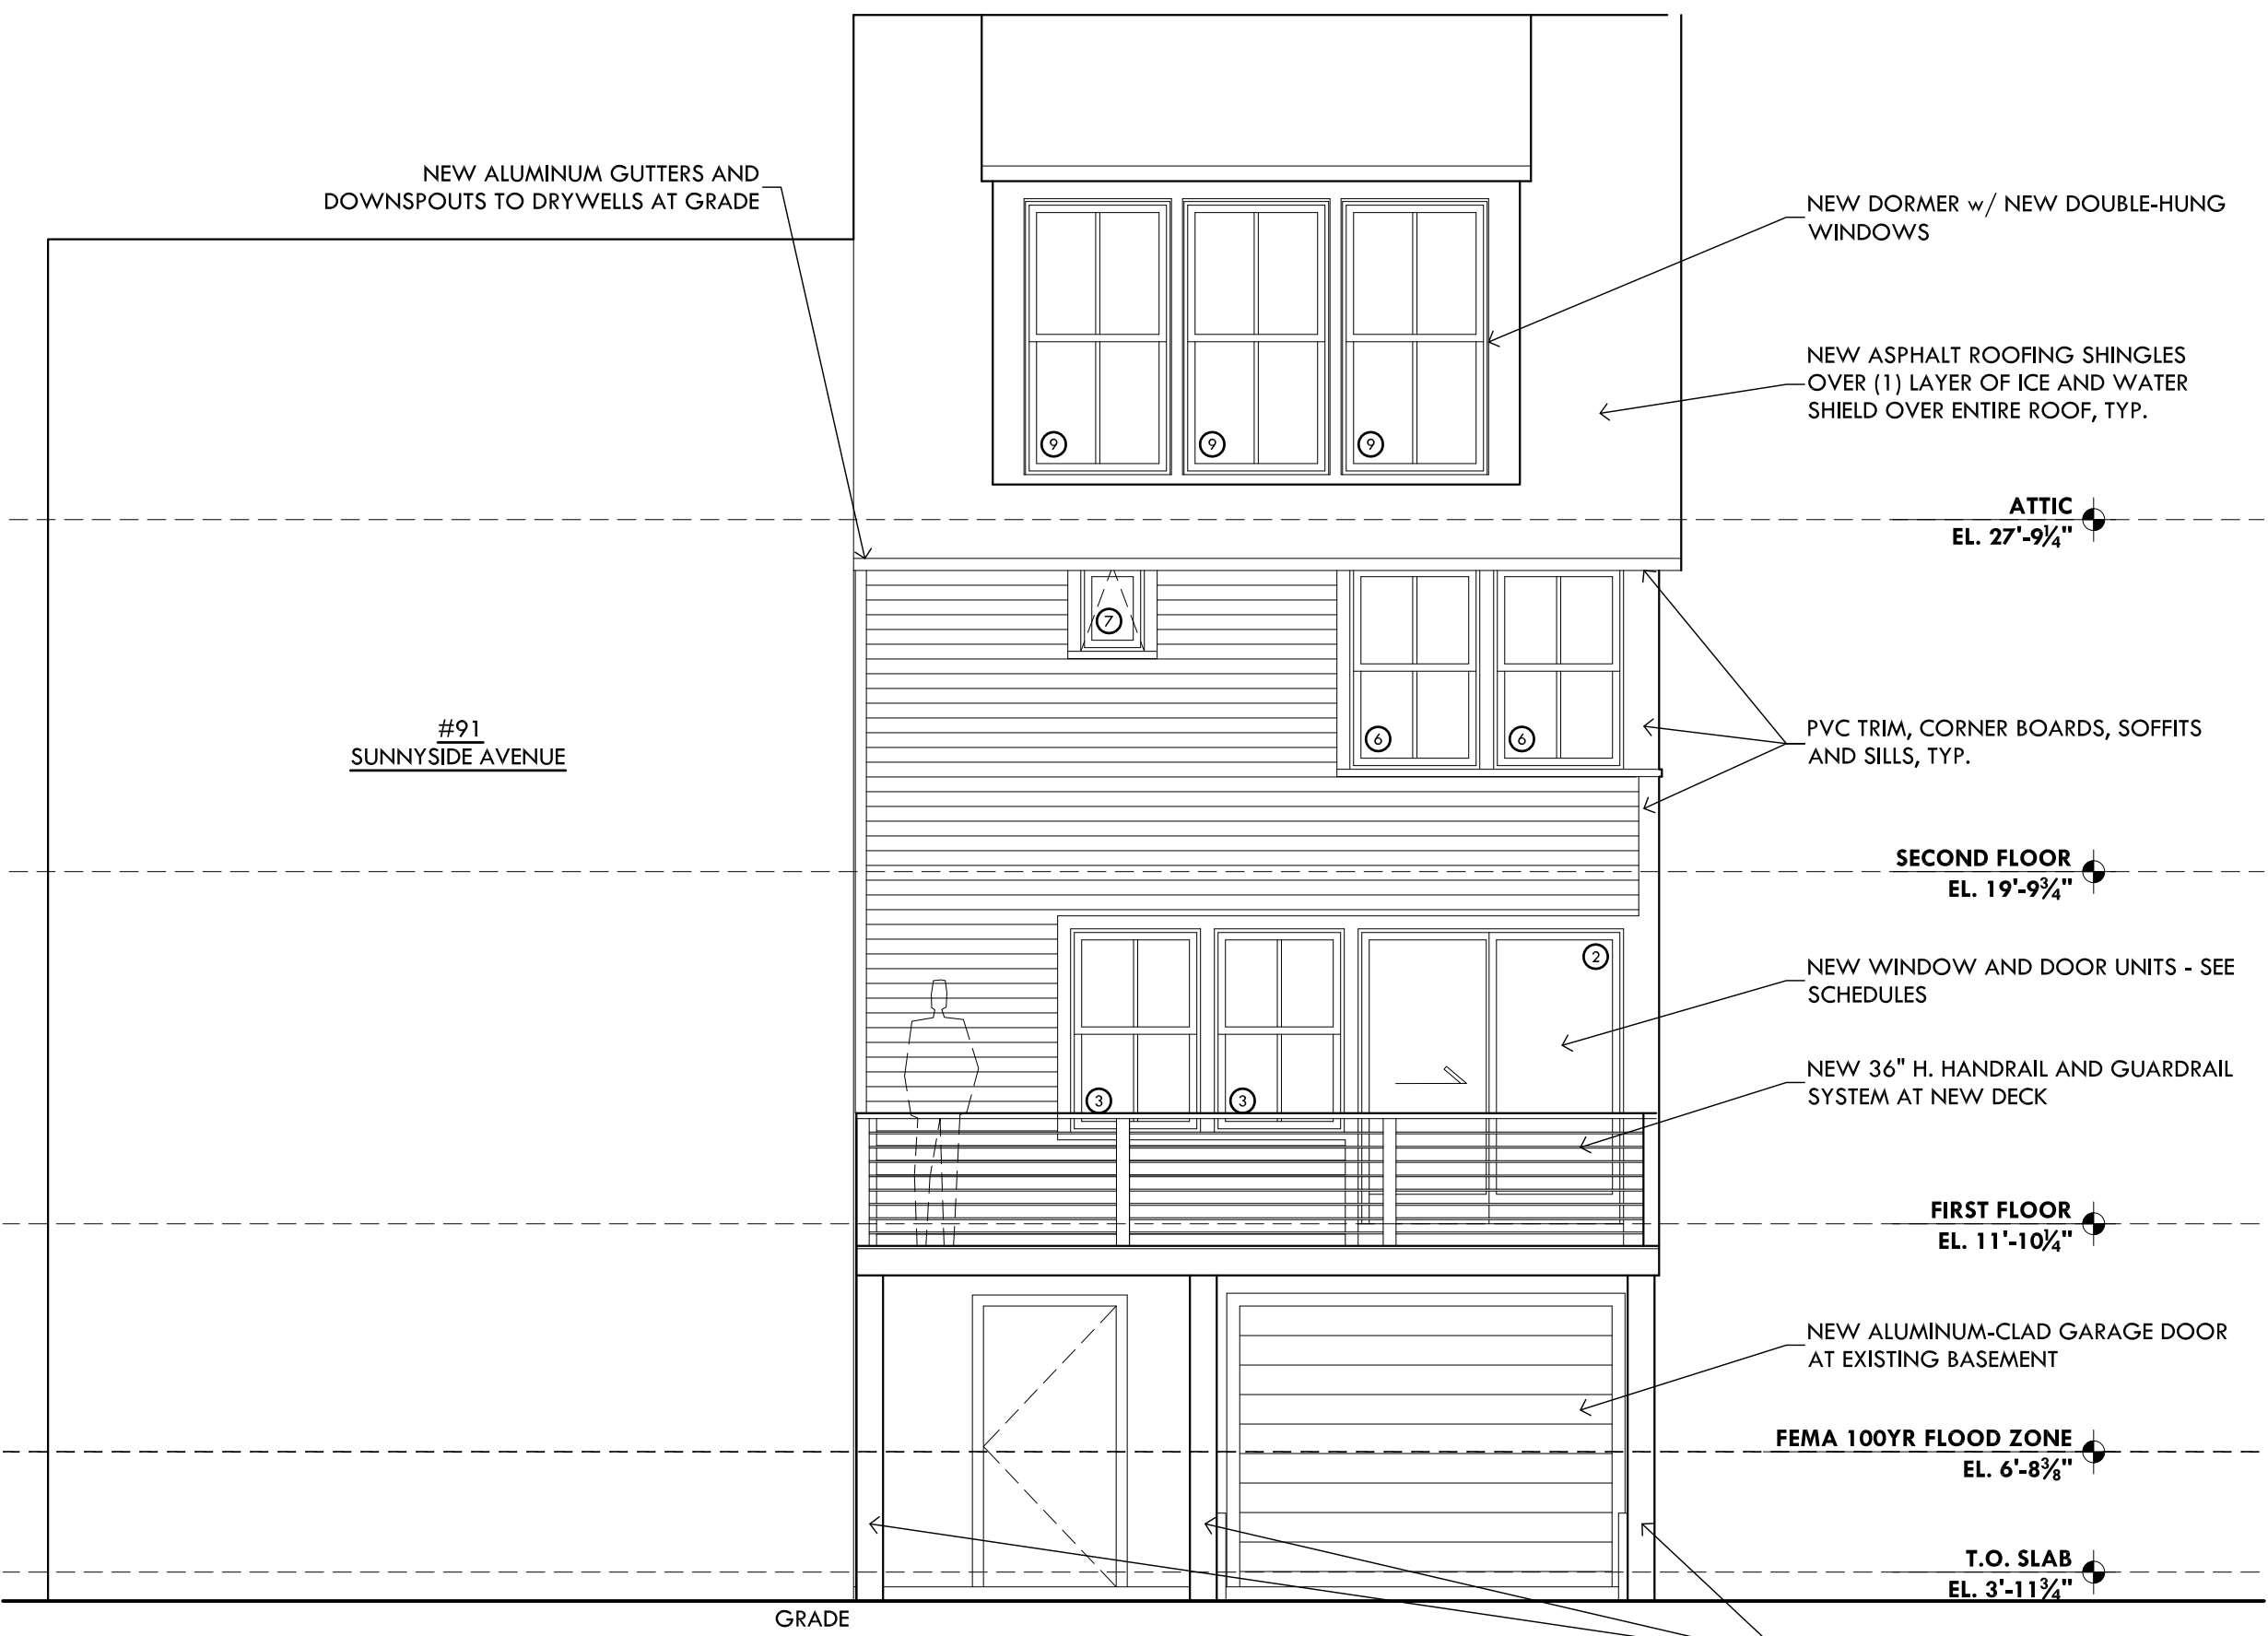 NEW ALUMINUM GUTTERS AND
DOWNSPOUTS TO DRYWELLS AT GRADE
NEW DORMER w/ NEW DOUBLE-HUNG
WINDOWS
NEW ASPHALT ROOFING SHINGLES
OVER (1) LAYER OF ICE AND WATER
SHIELD OVER ENTIRE ROOF, TYP.
9 9 9
ATTIC
EL. 27'-9¼"
7
6 6
#91
SUNNYSIDE AVENUE
PVC TRIM, CORNER BOARDS, SOFFITS
AND SILLS, TYP.
SECOND FLOOR
EL. 19'-9¾"
2
NEW WINDOW AND DOOR UNITS - SEE
SCHEDULES
3 3
NEW 36" H. HANDRAIL AND GUARDRAIL
SYSTEM AT NEW DECK
FIRST FLOOR
EL. 11'-10¼"
NEW ALUMINUM-CLAD GARAGE DOOR
AT EXISTING BASEMENT
FEMA 100YR FLOOD ZONE
EL. 6'-8⅜"
T.O. SLAB
EL. 3'-11¾"
GRADE